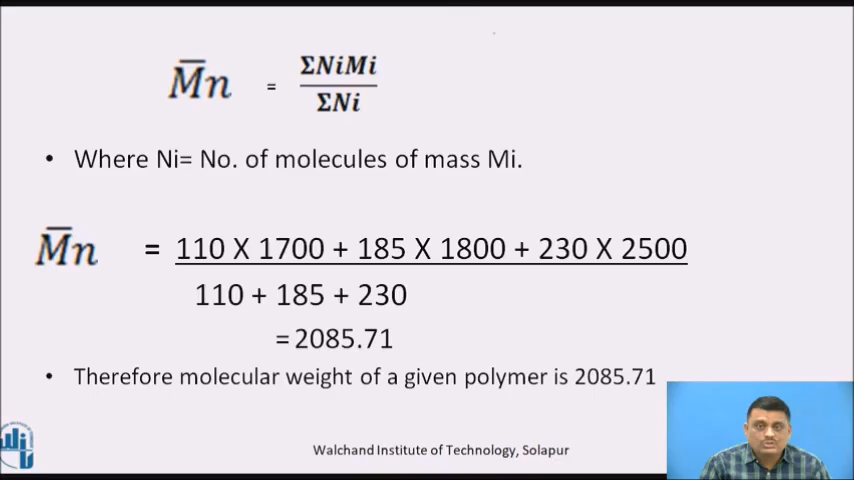 M̅n = ΣNiMi / ΣNi
• Where Ni= No. of molecules of mass Mi.
M̅n = 110 X 1700 + 185 X 1800 + 230 X 2500
110 + 185 + 230
= 2085.71
• Therefore molecular weight of a given polymer is 2085.71
Walchand Institute of Technology, Solapur